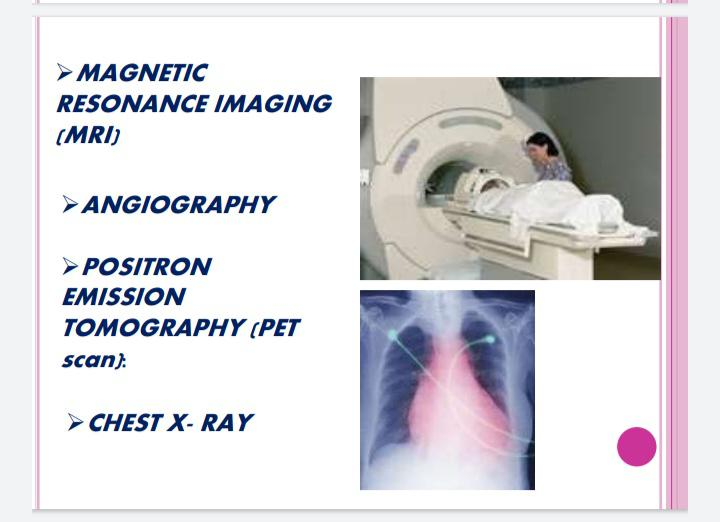 ➢MAGNETIC
RESONANCE IMAGING
(MRI)
➢ANGIOGRAPHY
➢POSITRON
EMISSION
TOMOGRAPHY (PET
scan):
➢CHEST X- RAY